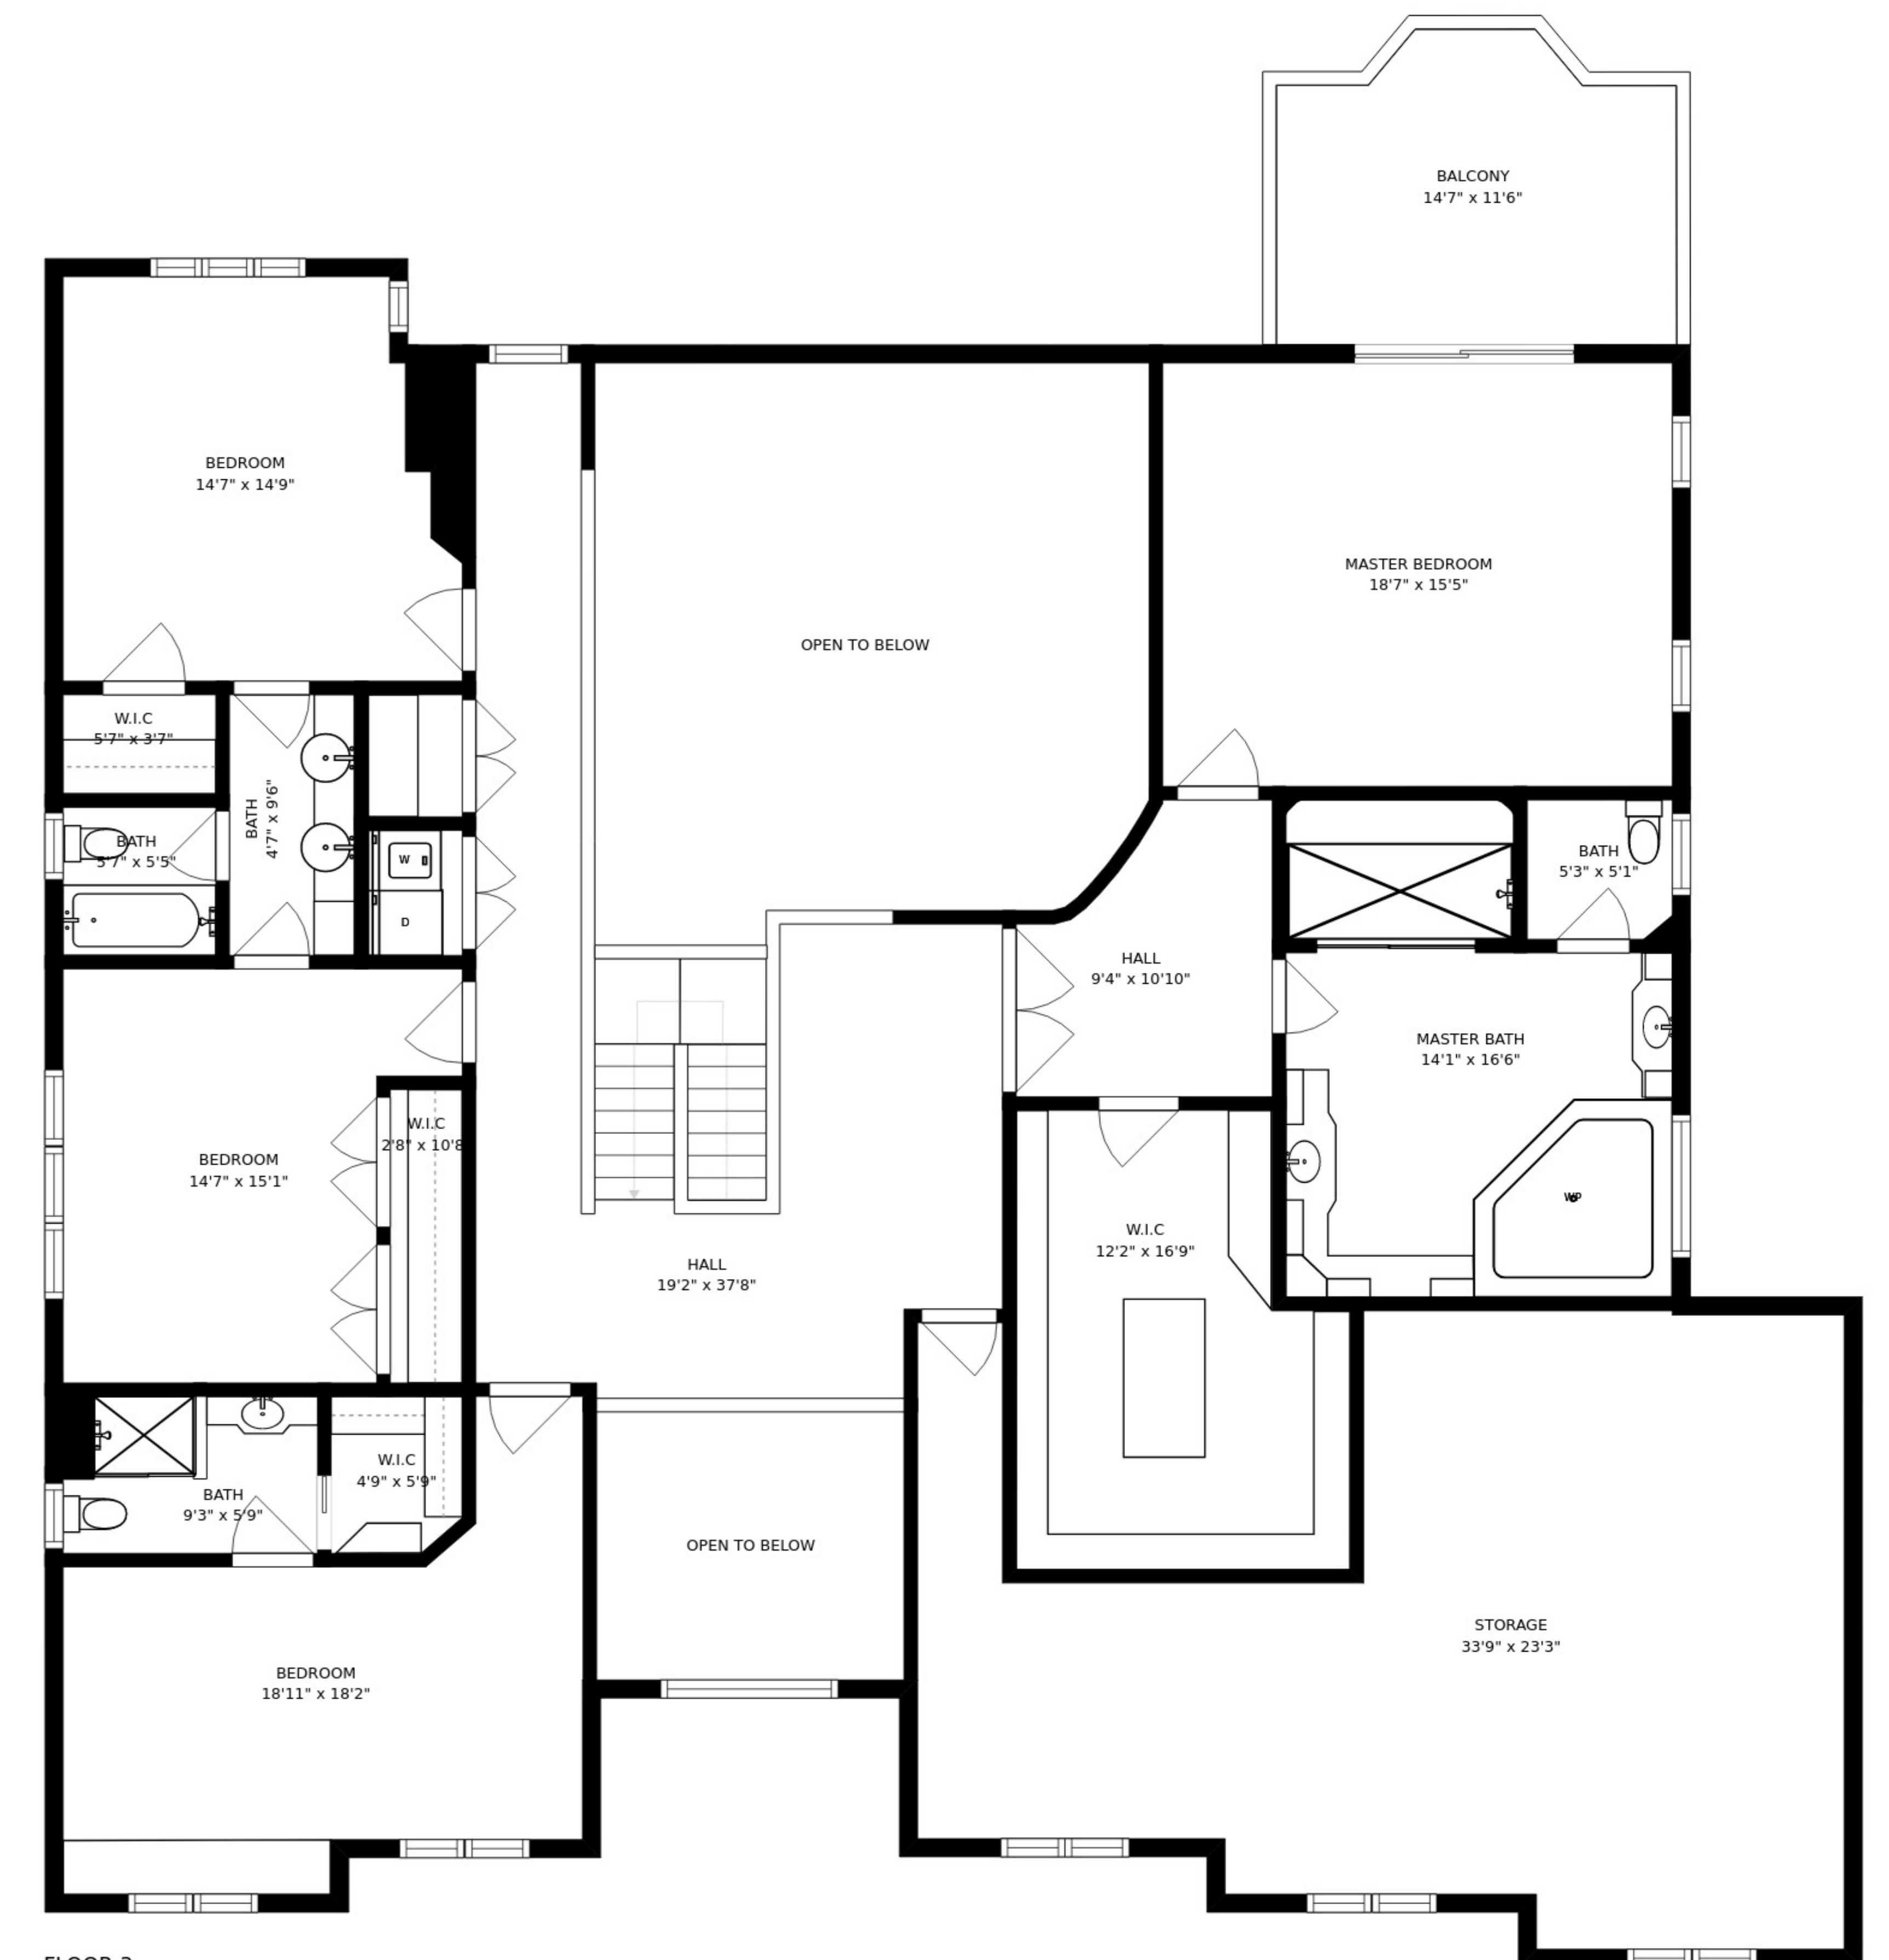 BALCONY
14'7" x 11'6"
BEDROOM
14'7" x 14'9"
OPEN TO BELOW
MASTER BEDROOM
18'7" x 15'5"
W.I.C
5'7" x 3'7"
BATH
4'7" x 9'6"
BATH
5'7" x 5'5"
W
D
BATH
5'3" x 5'1"
HALL
9'4" x 10'10"
MASTER BATH
14'1" x 16'6"
W.I.C
2'8" x 10'8
BEDROOM
14'7" x 15'1"
WP
W.I.C
12'2" x 16'9"
HALL
19'2" x 37'8"
W.I.C
4'9" x 5'9"
BATH
9'3" x 5'9"
OPEN TO BELOW
STORAGE
33'9" x 23'3"
BEDROOM
18'11" x 18'2"